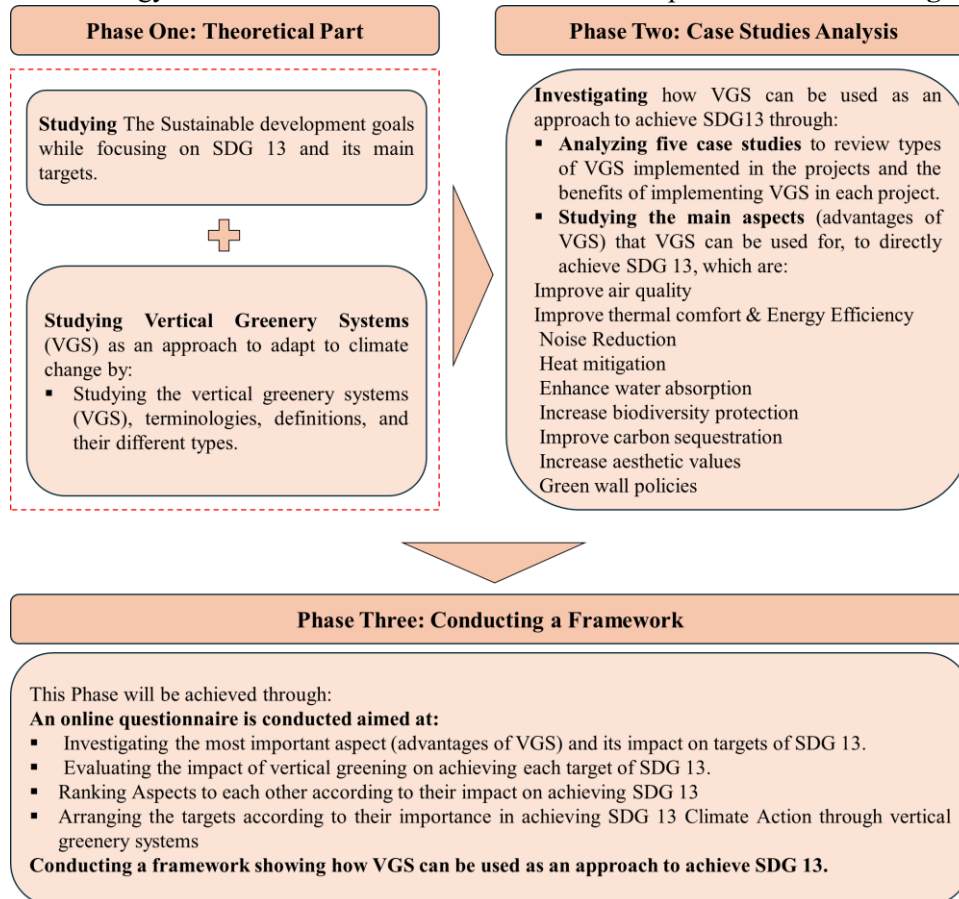 Phase One: Theoretical Part
Studying The Sustainable development goals
while focusing on SDG 13 and its main
targets.
Studying Vertical Greenery Systems
(VGS) as an approach to adapt to climate
change by:
▪ Studying the vertical greenery systems
(VGS), terminologies, definitions, and
their different types.
Phase Two: Case Studies Analysis
Investigating how VGS can be used as an
approach to achieve SDG13 through:
▪ Analyzing five case studies to review types
of VGS implemented in the projects and the
benefits of implementing VGS in each project.
▪ Studying the main aspects (advantages of
VGS) that VGS can be used for, to directly
achieve SDG 13, which are:
Improve air quality
Improve thermal comfort & Energy Efficiency
Noise Reduction
Heat mitigation
Enhance water absorption
Increase biodiversity protection
Improve carbon sequestration
Increase aesthetic values
Green wall policies
Phase Three: Conducting a Framework
This Phase will be achieved through:
An online questionnaire is conducted aimed at:
▪ Investigating the most important aspect (advantages of VGS) and its impact on targets of SDG 13.
▪ Evaluating the impact of vertical greening on achieving each target of SDG 13.
▪ Ranking Aspects to each other according to their impact on achieving SDG 13
▪ Arranging the targets according to their importance in achieving SDG 13 Climate Action through vertical
greenery systems
Conducting a framework showing how VGS can be used as an approach to achieve SDG 13.